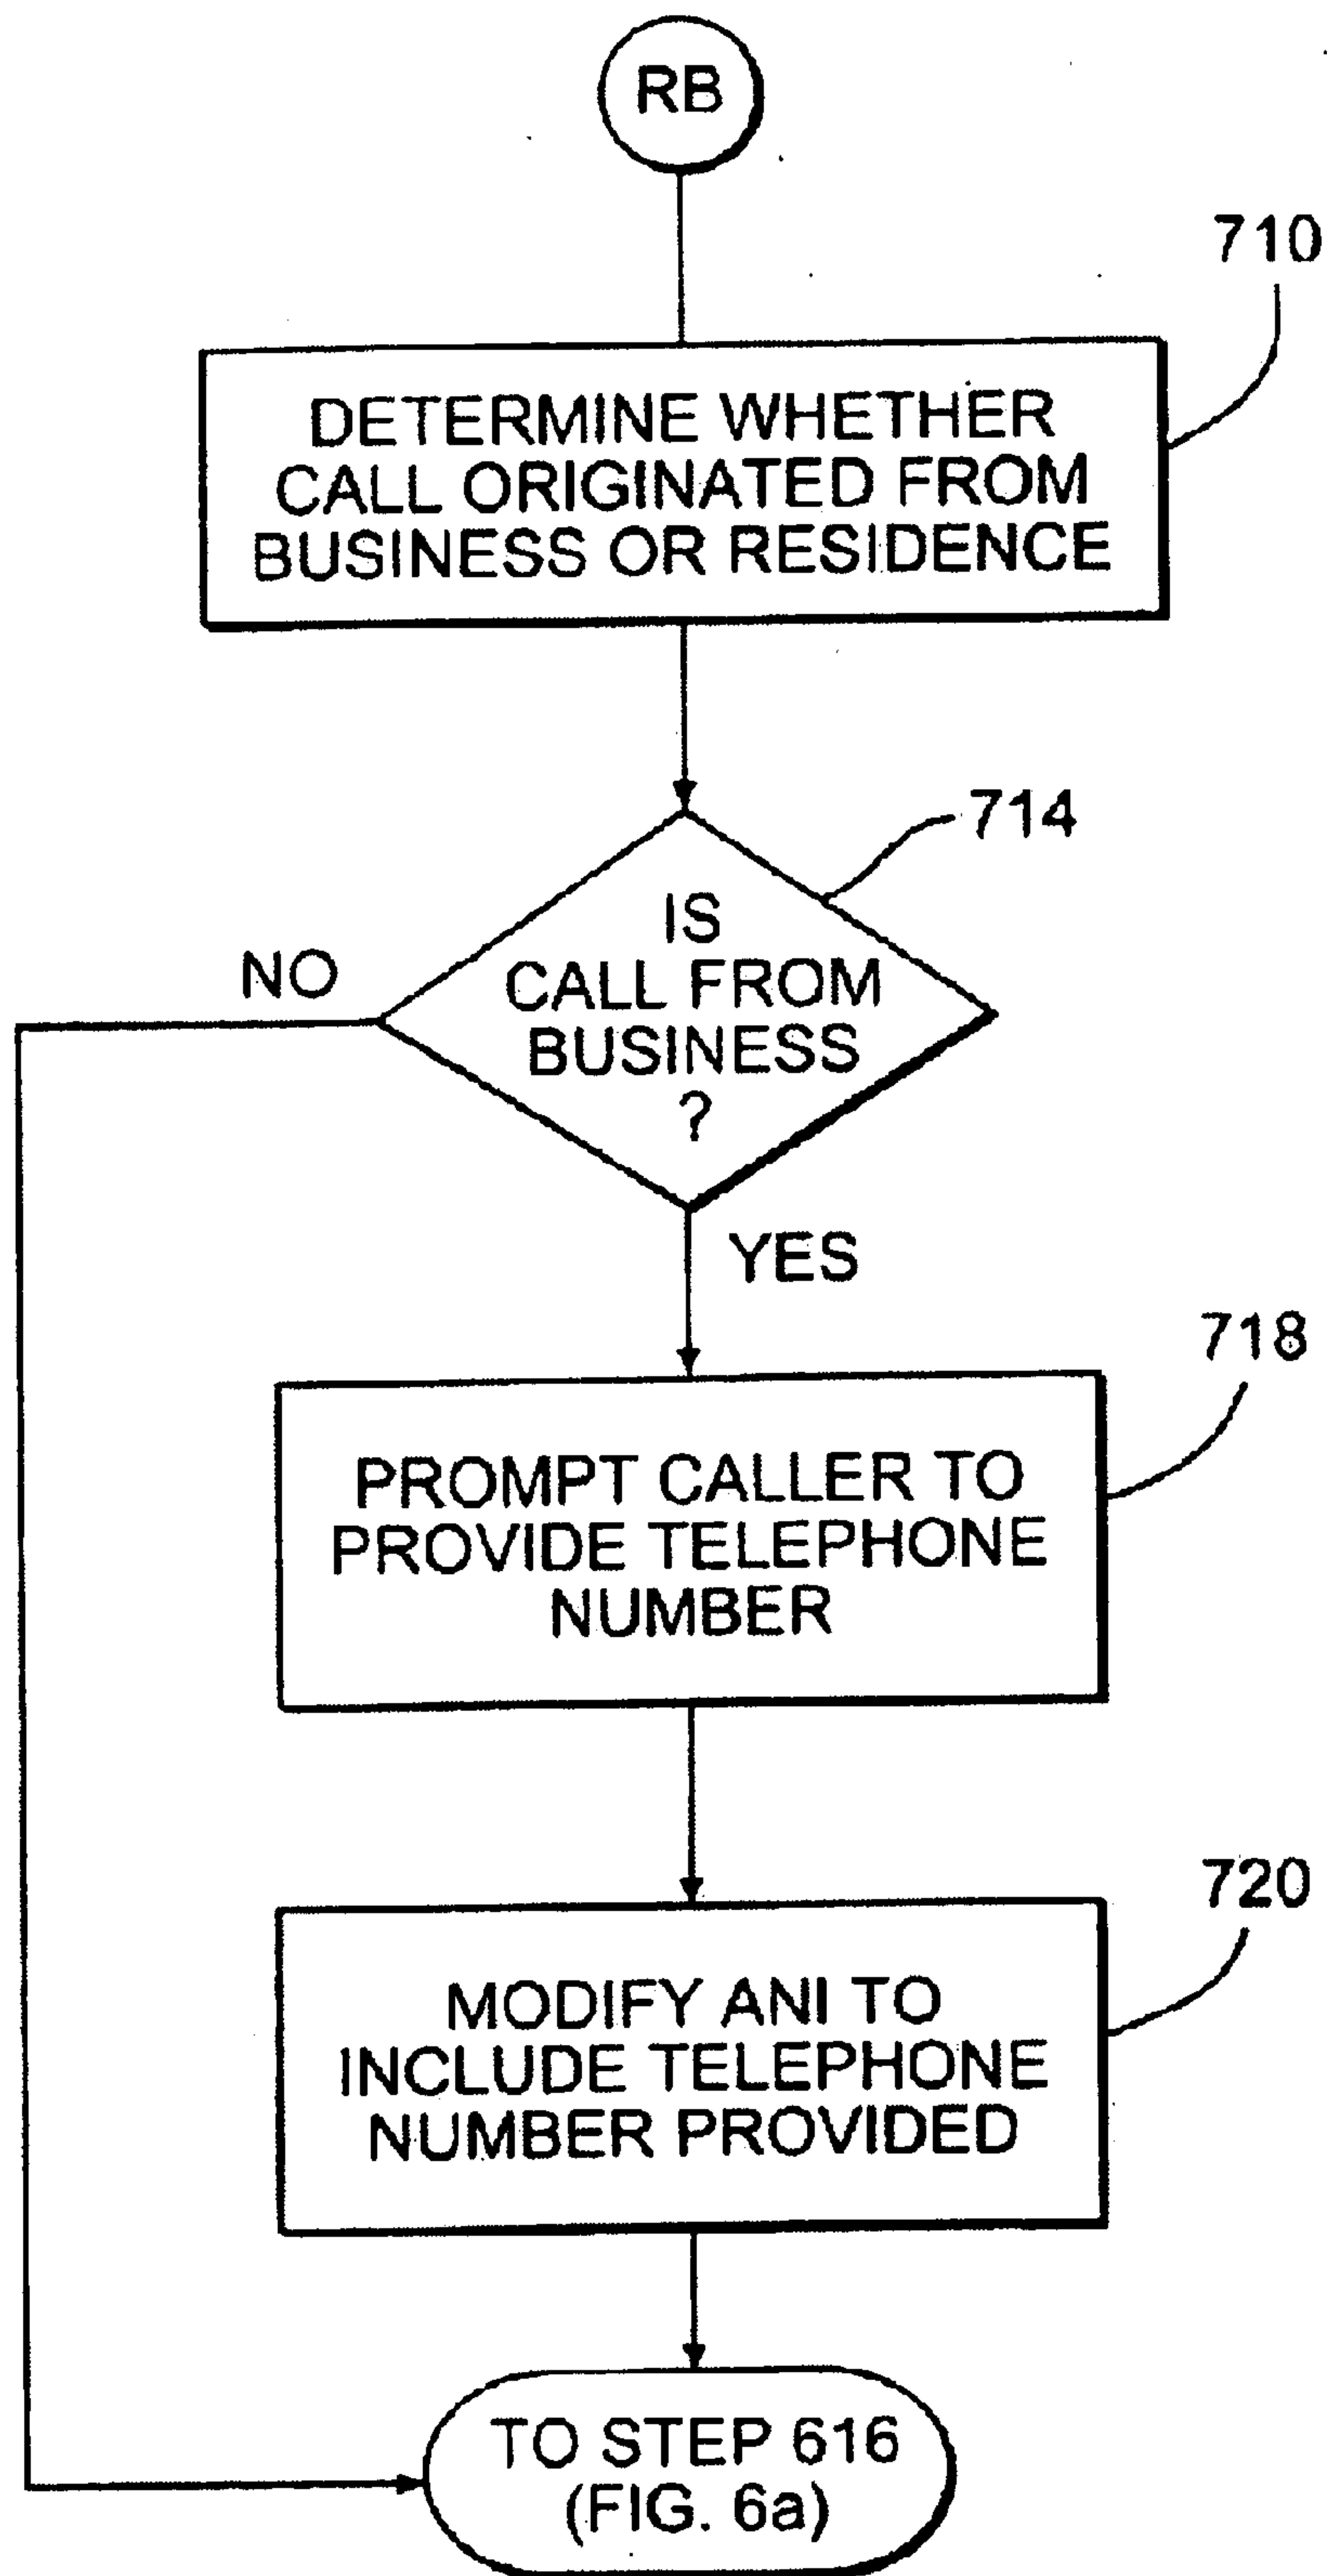 RB
710
DETERMINE WHETHER
CALL ORIGINATED FROM
BUSINESS OR RESIDENCE
714
IS
CALL FROM
BUSINESS
?
NO
YES
718
PROMPT CALLER TO
PROVIDE TELEPHONE
NUMBER
720
MODIFY ANI TO
INCLUDE TELEPHONE
NUMBER PROVIDED
TO STEP 616
(FIG. 6a)